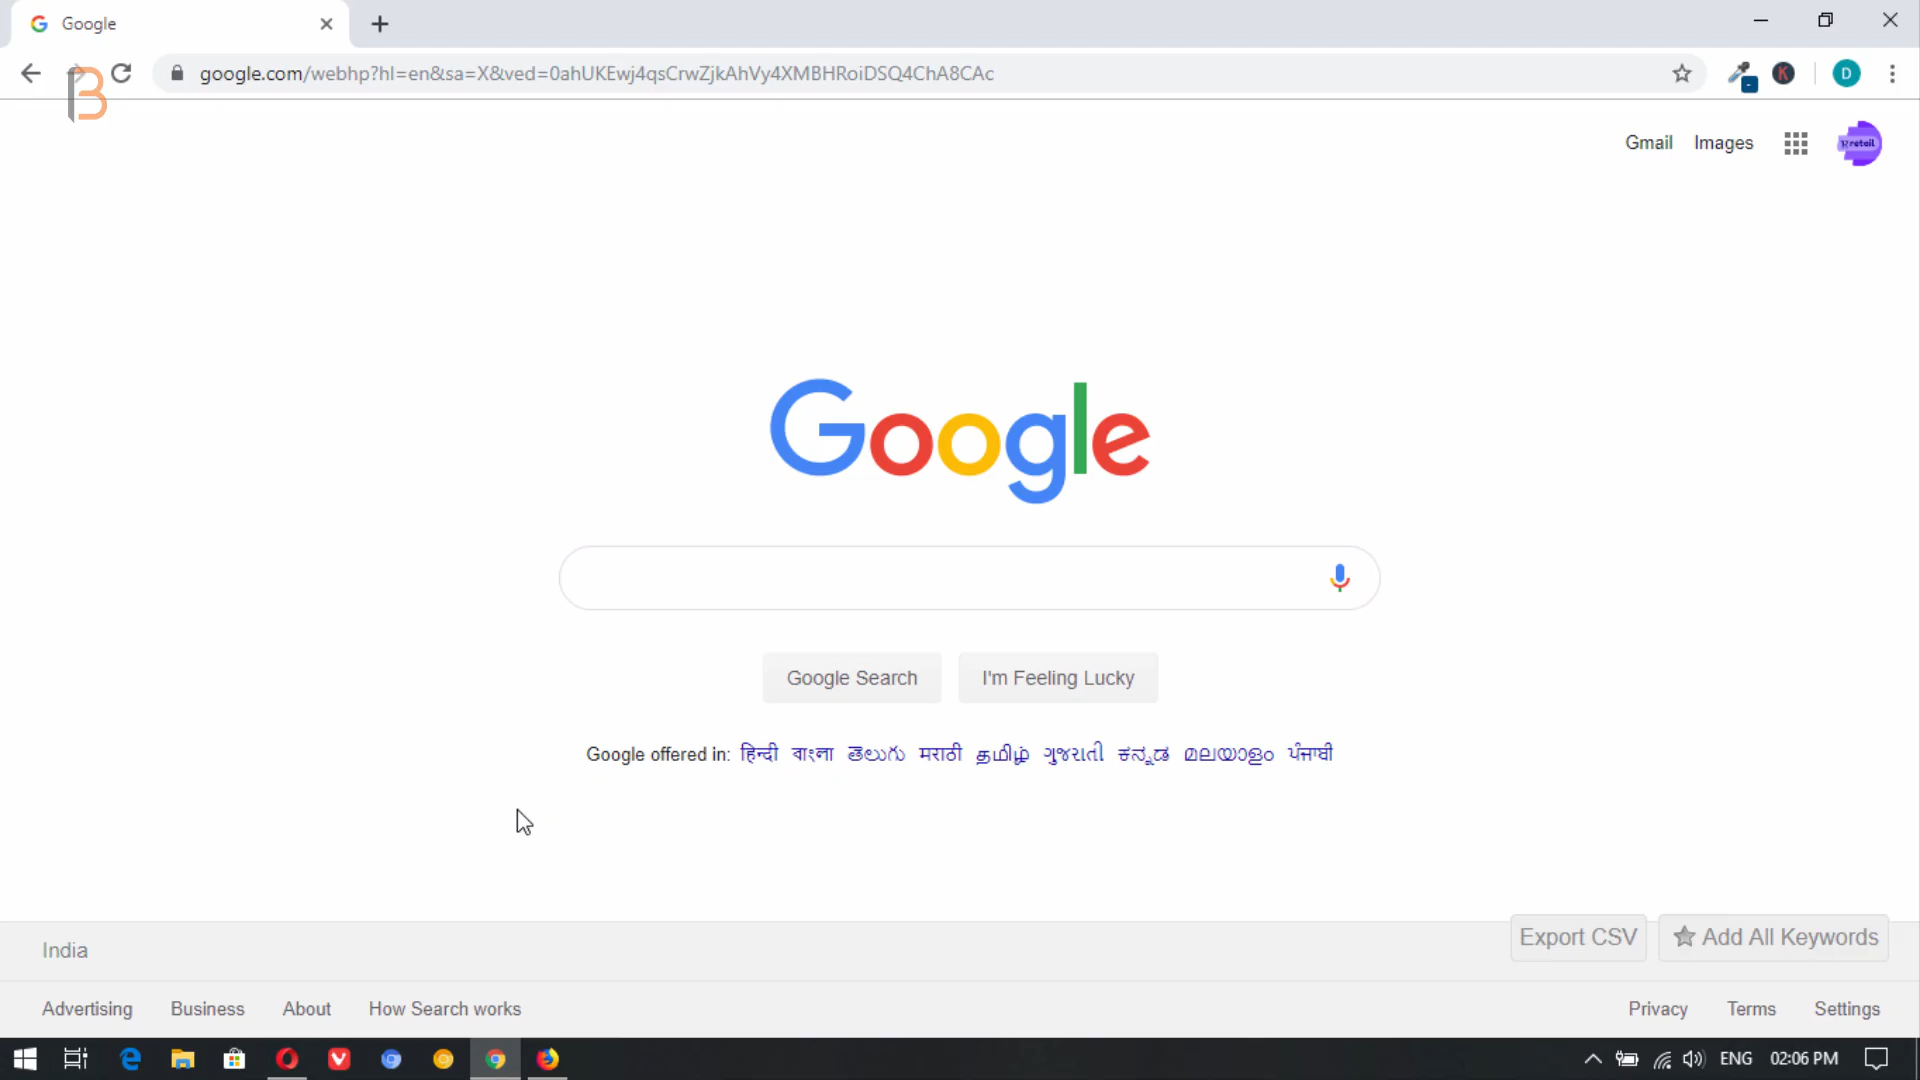 Google
google.com/webhp?hl=en&sa=X&ved=0ahUKEwj4qsCrwZjkAhVy4XMBHRoiDSQ4ChA8CAc
K
D
Gmail Images
retail
Google
Google Search I'm Feeling Lucky
Google offered in: हिन्दी বাংলা తెలుగు मराठी தமிழ் ગુજરાતી ಕನ್ನಡ മലയാളം ਪੰਜਾਬੀ
India
Export CSV Add All Keywords
Advertising Business About How Search works
Privacy Terms Settings
ENG 02:06 PM